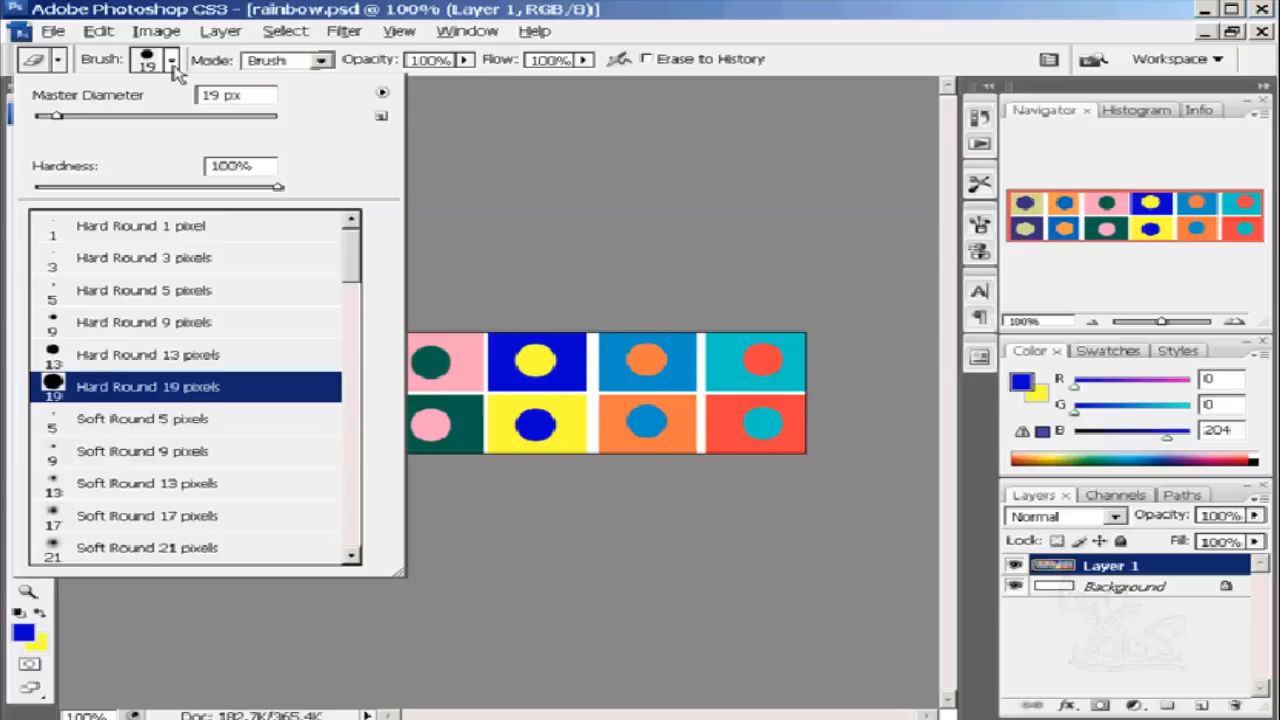 Adobe Photoshop CS3 - [rainbow.psd @ 100% (Layer 1, RGB/8)]
File Edit Image Layer Select Filter View Window Help
Brush: 19 Mode: Brush Opacity: 100% Flow: 100% Erase to History Workspace
Master Diameter 19 px
Hardness: 100%
1 Hard Round 1 pixel
3 Hard Round 3 pixels
5 Hard Round 5 pixels
9 Hard Round 9 pixels
13 Hard Round 13 pixels
19 Hard Round 19 pixels
5 Soft Round 5 pixels
9 Soft Round 9 pixels
13 Soft Round 13 pixels
17 Soft Round 17 pixels
21 Soft Round 21 pixels
Navigator × Histogram Info
100%
Color × Swatches Styles
R 0
G 0
B 204
Layers × Channels Paths
Normal Opacity: 100%
Lock: Fill: 100%
Layer 1
Background
100% Doc: 182.7K/365.4K